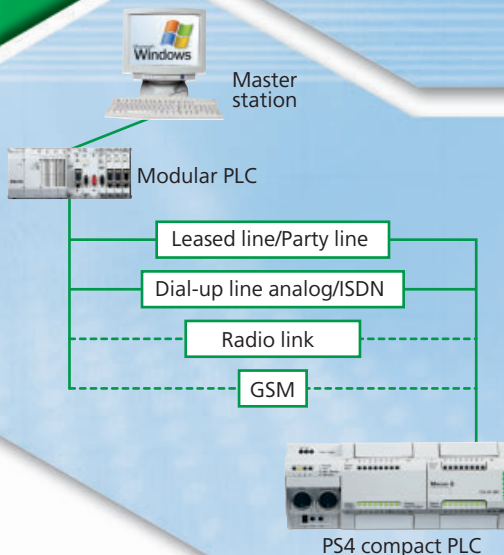 Microsoft
Windows
Master
station
Modular PLC
Leased line/Party line
Dial-up line analog/ISDN
Radio link
GSM
PS4 compact PLC